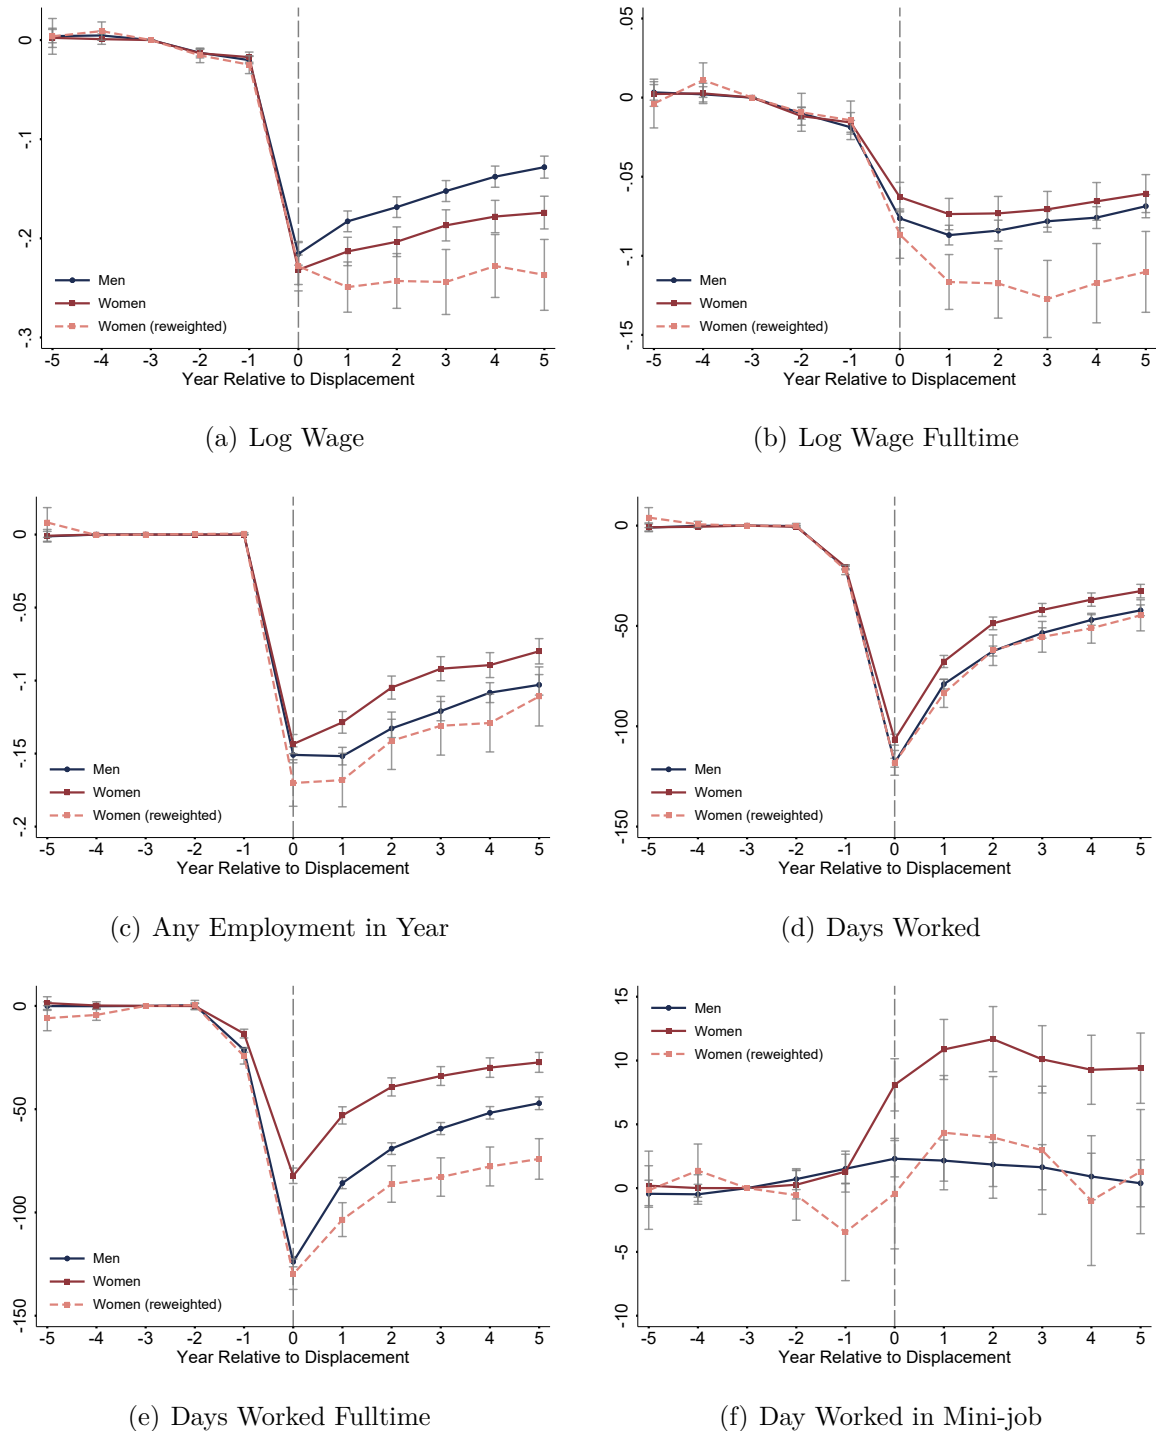 0
-.1
-.2
-.3
Men
Women
Women (reweighted)
-5 -4 -3 -2 -1 0 1 2 3 4 5
Year Relative to Displacement
(a) Log Wage
.05
0
-.05
-.1
-.15
Men
Women
Women (reweighted)
-5 -4 -3 -2 -1 0 1 2 3 4 5
Year Relative to Displacement
(b) Log Wage Fulltime
0
-.05
-.1
-.15
-.2
Men
Women
Women (reweighted)
-5 -4 -3 -2 -1 0 1 2 3 4 5
Year Relative to Displacement
(c) Any Employment in Year
0
-50
-100
-150
Men
Women
Women (reweighted)
-5 -4 -3 -2 -1 0 1 2 3 4 5
Year Relative to Displacement
(d) Days Worked
0
-50
-100
-150
Men
Women
Women (reweighted)
-5 -4 -3 -2 -1 0 1 2 3 4 5
Year Relative to Displacement
(e) Days Worked Fulltime
15
10
5
0
-5
-10
Men
Women
Women (reweighted)
-5 -4 -3 -2 -1 0 1 2 3 4 5
Year Relative to Displacement
(f) Day Worked in Mini-job